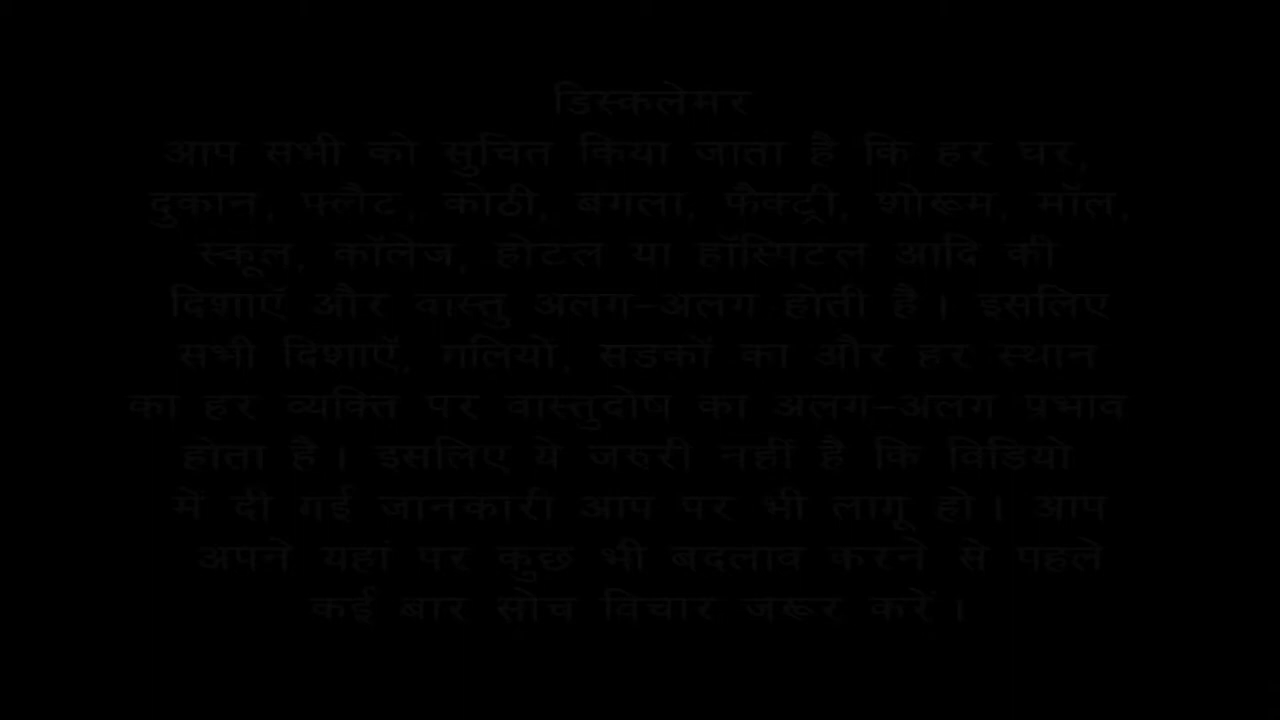 डिस्कलेमर
आप सभी को सुचित किया जाता है कि हर घर,
दुकान, फ्लैट, कोठी, बगला, फैक्ट्री, शोरूम, मॉल,
स्कूल, कॉलेज, होटल या हॉस्पिटल आदि की
दिशाएँ और वास्तु अलग-अलग होती है। इसलिए
सभी दिशाएँ, गलियों, सडकों का और हर स्थान
का हर व्यक्ति पर वास्तुदोष का अलग-अलग प्रभाव
होता है। इसलिए ये जरुरी नहीं है कि विडियो
में दी गई जानकारी आप पर भी लागू हो। आप
अपने यहां पर कुछ भी बदलाव करने से पहले
कई बार सोच विचार जरूर करें।